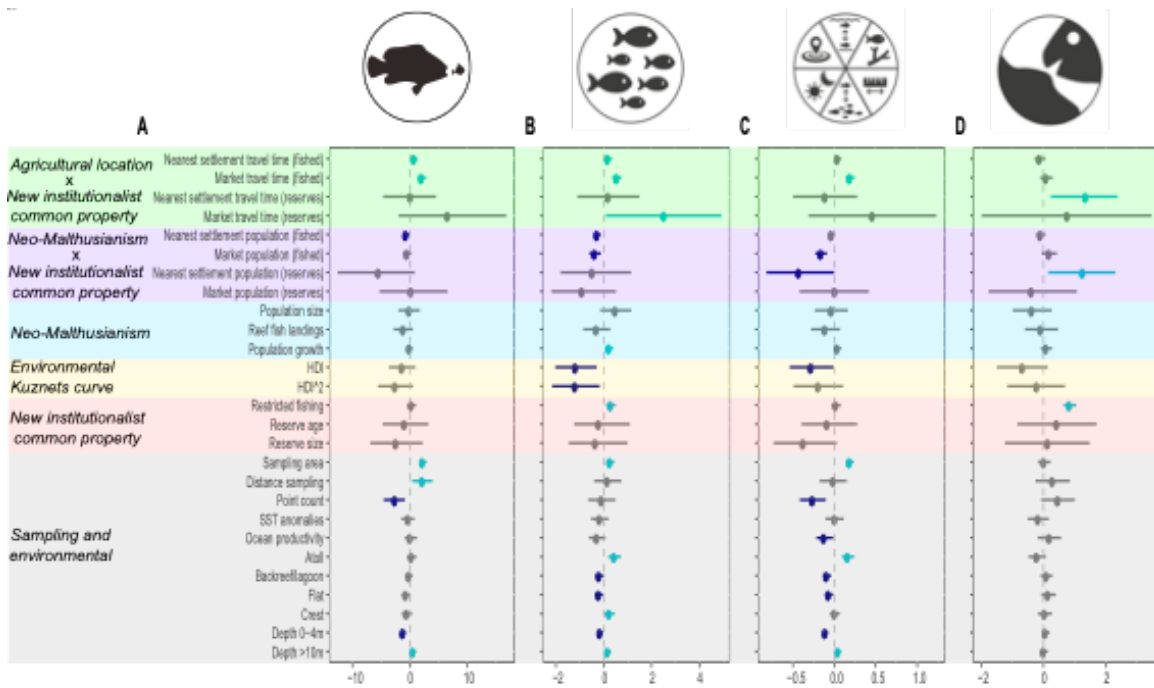 A B C D
Agricultural location
x
New institutionalist
common property
Nearest settlement travel time (fished)
Market travel time (fished)
Nearest settlement travel time (reserves)
Market travel time (reserves)
Neo-Malthusianism
x
New institutionalist
common property
Nearest settlement population (fished)
Market population (fished)
Nearest settlement population (reserves)
Market population (reserves)
Neo-Malthusianism
Population size
Reef fish landings
Population growth
Environmental
Kuznets curve
HDI
HDI^2
New institutionalist
common property
Restricted fishing
Reserve age
Reserve size
Sampling and
environmental
Sampling area
Distance sampling
Point count
SST anomalies
Ocean productivity
Atoll
Backreef/lagoon
Flat
Crest
Depth 0-4m
Depth >10m
0 10
-2 0 2 4
-0.5 0.0 0.5 1.0
-2 0 2